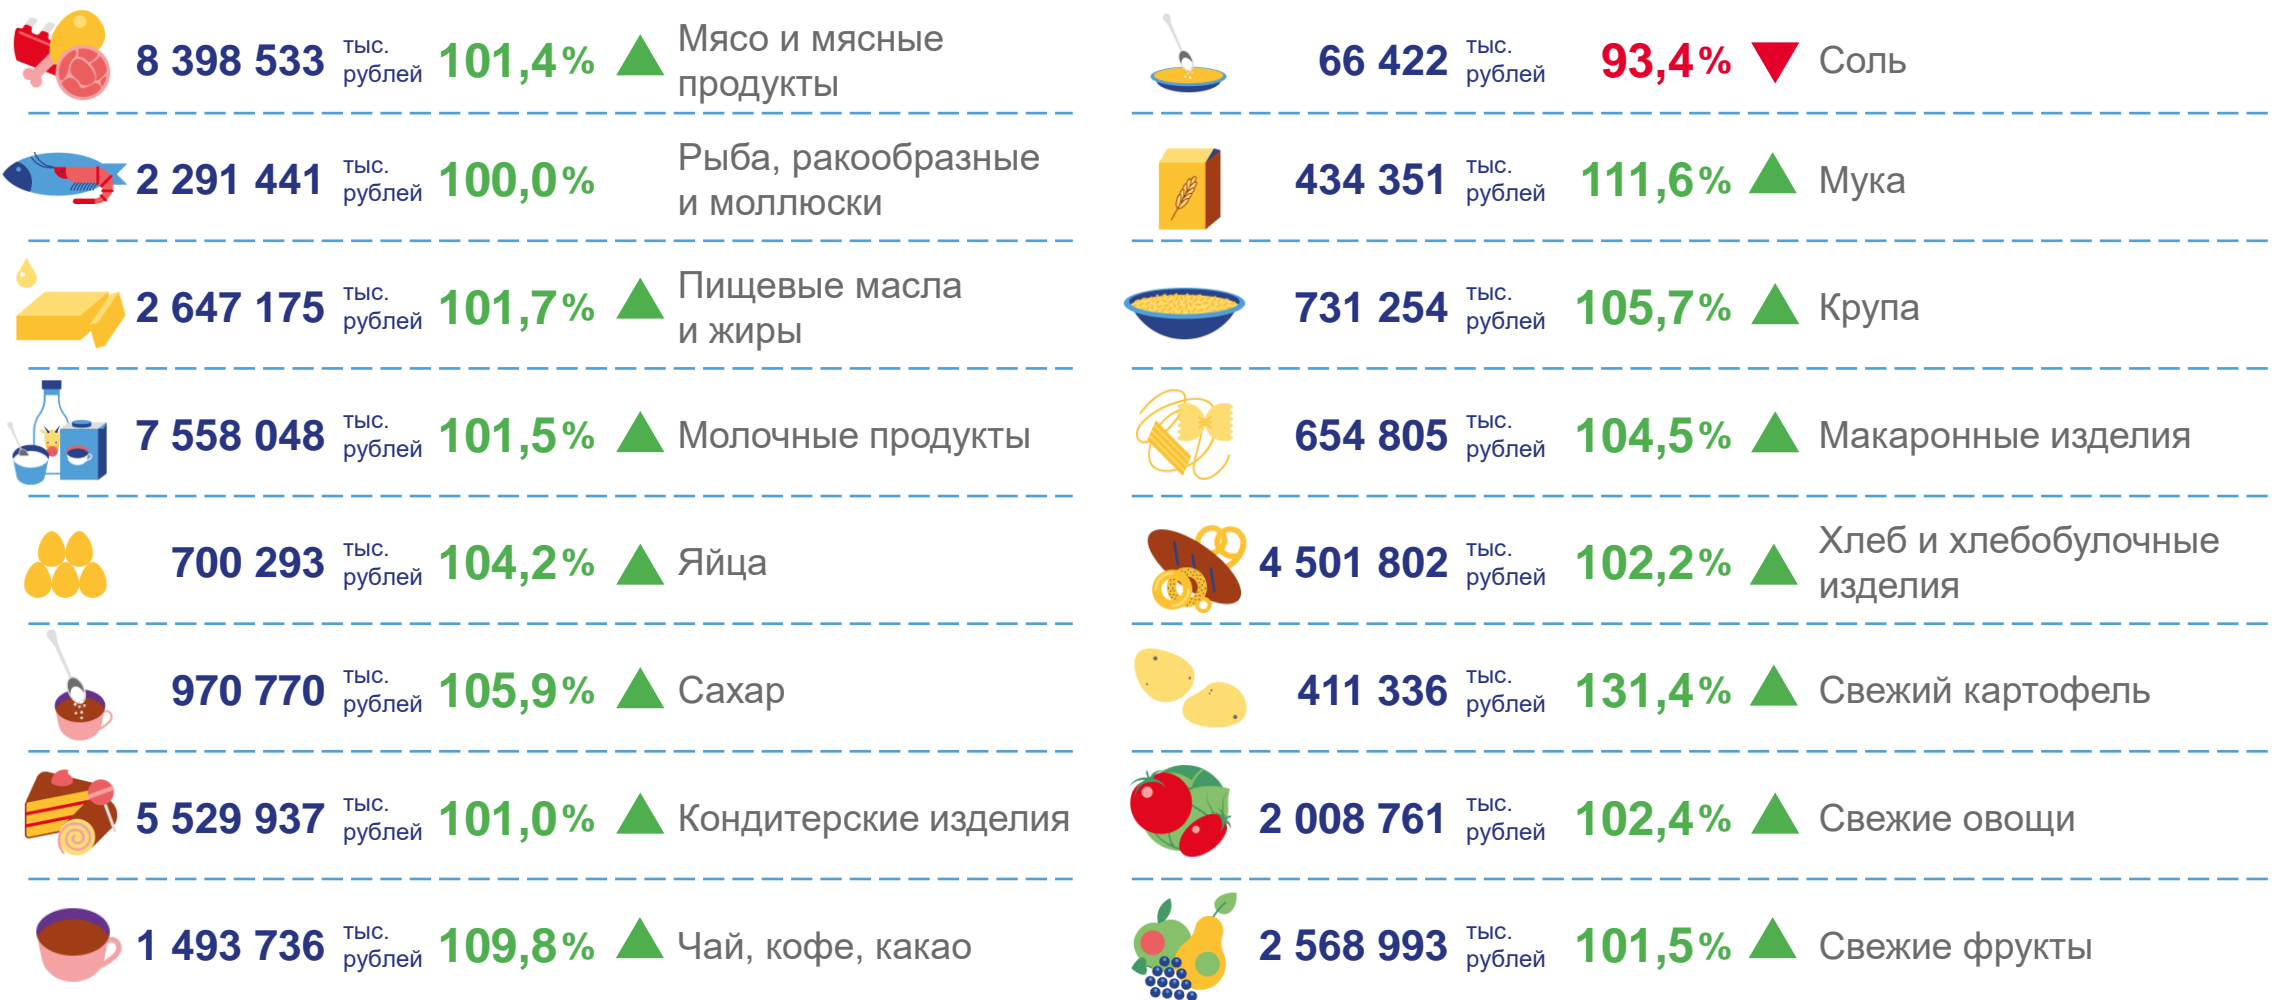 8 398 533 тыс. рублей 101,4% Мясо и мясные
продукты
2 291 441 тыс. рублей 100,0% Рыба, ракообразные
и моллюски
2 647 175 тыс. рублей 101,7% Пищевые масла
и жиры
7 558 048 тыс. рублей 101,5% Молочные продукты
700 293 тыс. рублей 104,2% Яйца
970 770 тыс. рублей 105,9% Сахар
5 529 937 тыс. рублей 101,0% Кондитерские изделия
1 493 736 тыс. рублей 109,8% Чай, кофе, какао
66 422 тыс. рублей 93,4% Соль
434 351 тыс. рублей 111,6% Мука
731 254 тыс. рублей 105,7% Крупа
654 805 тыс. рублей 104,5% Макаронные изделия
4 501 802 тыс. рублей 102,2% Хлеб и хлебобулочные
изделия
411 336 тыс. рублей 131,4% Свежий картофель
2 008 761 тыс. рублей 102,4% Свежие овощи
2 568 993 тыс. рублей 101,5% Свежие фрукты